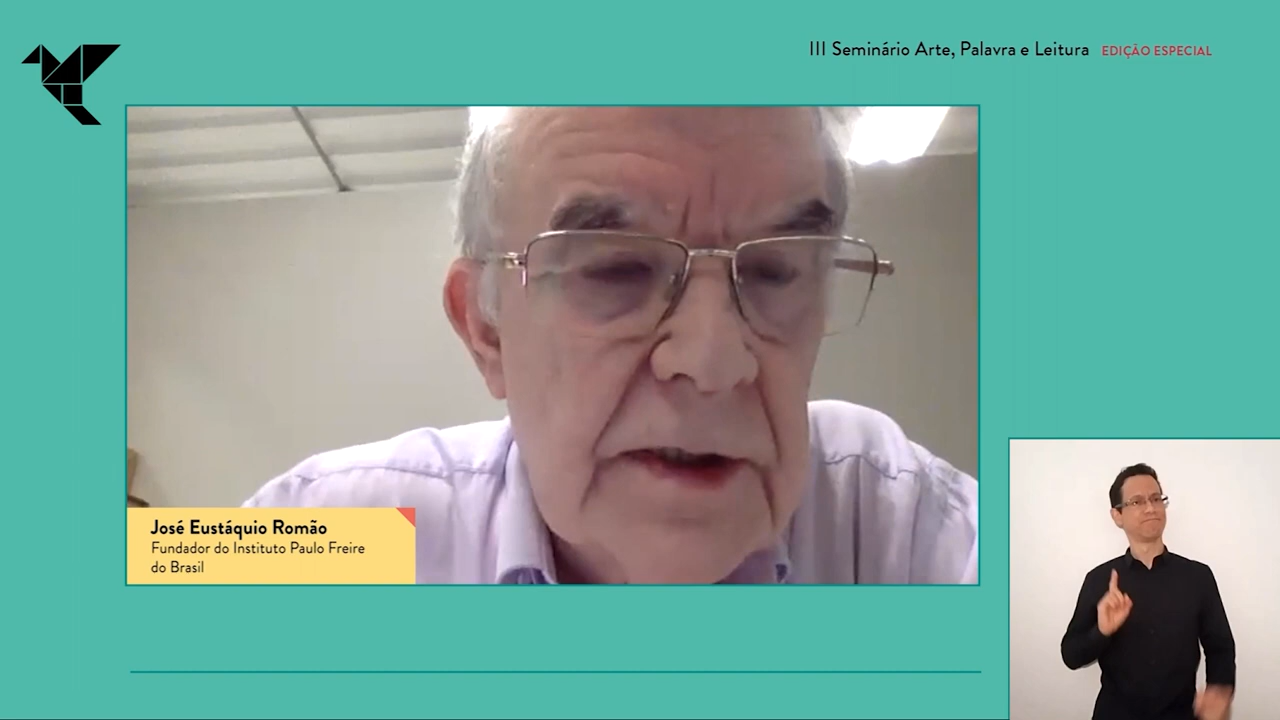 III Seminário Arte, Palavra e Leitura EDIÇÃO ESPECIAL
José Eustáquio Romão
Fundador do Instituto Paulo Freire
do Brasil